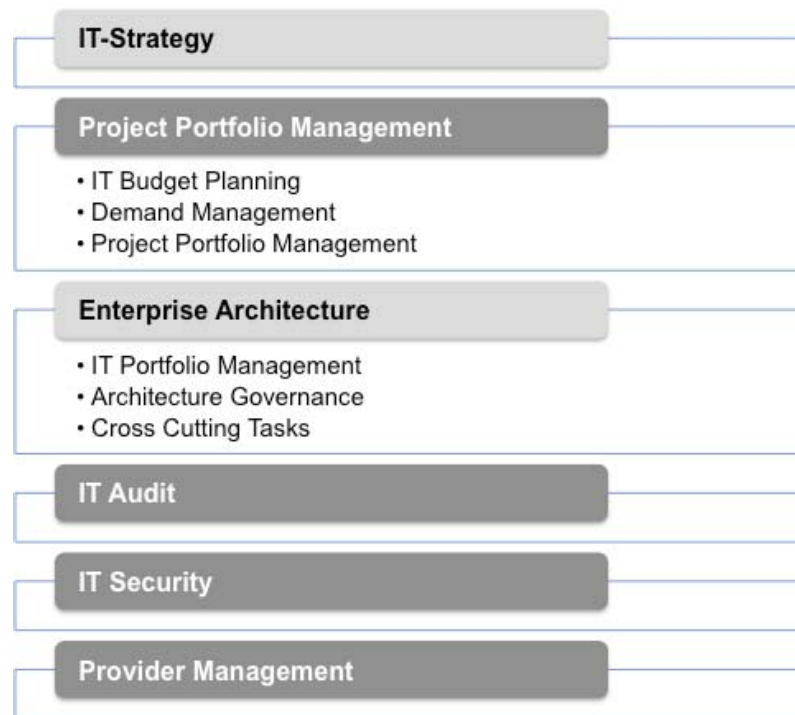 IT-Strategy
Project Portfolio Management
• IT Budget Planning
• Demand Management
• Project Portfolio Management
Enterprise Architecture
• IT Portfolio Management
• Architecture Governance
• Cross Cutting Tasks
IT Audit
IT Security
Provider Management